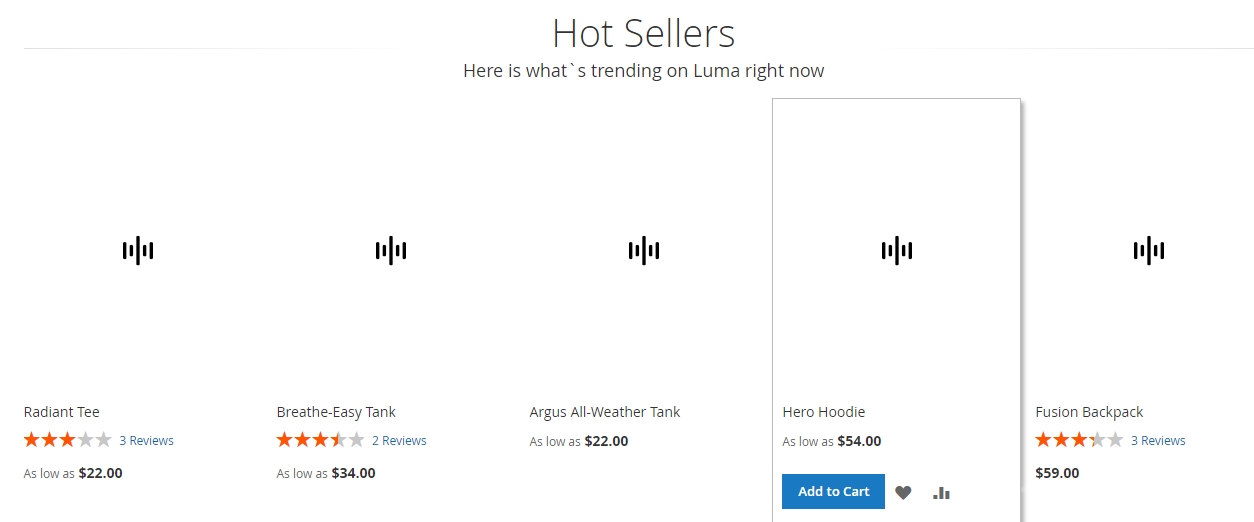 Hot Sellers
Here is what`s trending on Luma right now
Radiant Tee
3 Reviews
As low as $22.00
Breathe-Easy Tank
2 Reviews
As low as $34.00
Argus All-Weather Tank
As low as $22.00
Hero Hoodie
As low as $54.00
Add to Cart
Fusion Backpack
3 Reviews
$59.00